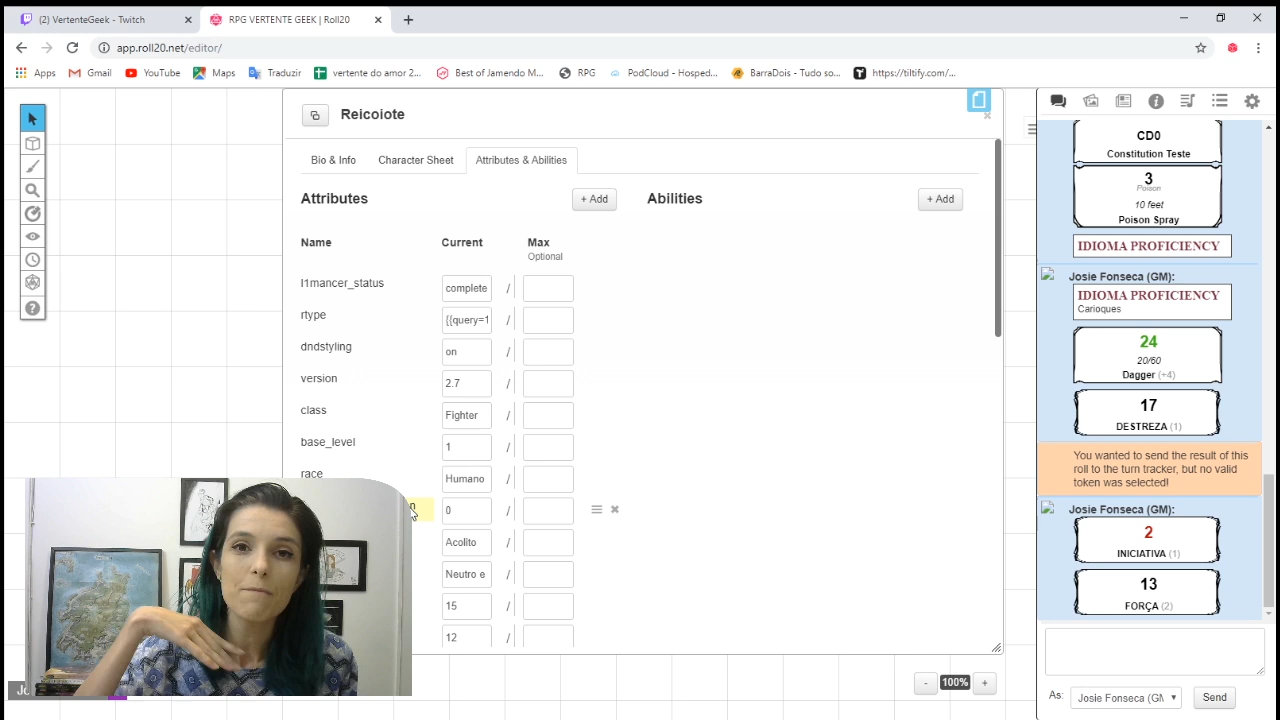 (2) VertenteGeek - Twitch
RPG VERTENTE GEEK | Roll20
app.roll20.net/editor/
Apps
Gmail
YouTube
Maps
Traduzir
vertente do amor 2...
Best of Jamendo M...
RPG
PodCloud - Hosped...
BarraDois - Tudo so...
https://tiltify.com/...
Reicoiote
Bio & Info
Character Sheet
Attributes & Abilities
Attributes
+ Add
Abilities
+ Add
Name
Current
Max
Optional
l1mancer_status
complete
/
rtype
{{query=1
/
dndstyling
on
/
version
2.7
/
class
Fighter
/
base_level
1
/
race
Humano
/
0
/
Acolito
/
Neutro e
/
15
/
12
/
- 100% +
CD0
Constitution Teste
3
Poison
10 feet
Poison Spray
IDIOMA PROFICIENCY
Josie Fonseca (GM):
IDIOMA PROFICIENCY
Carioques
24
20/60
Dagger (+4)
17
DESTREZA (1)
You wanted to send the result of this
roll to the turn tracker, but no valid
token was selected!
Josie Fonseca (GM):
2
INICIATIVA (1)
13
FORÇA (2)
As:
Josie Fonseca (GM
Send